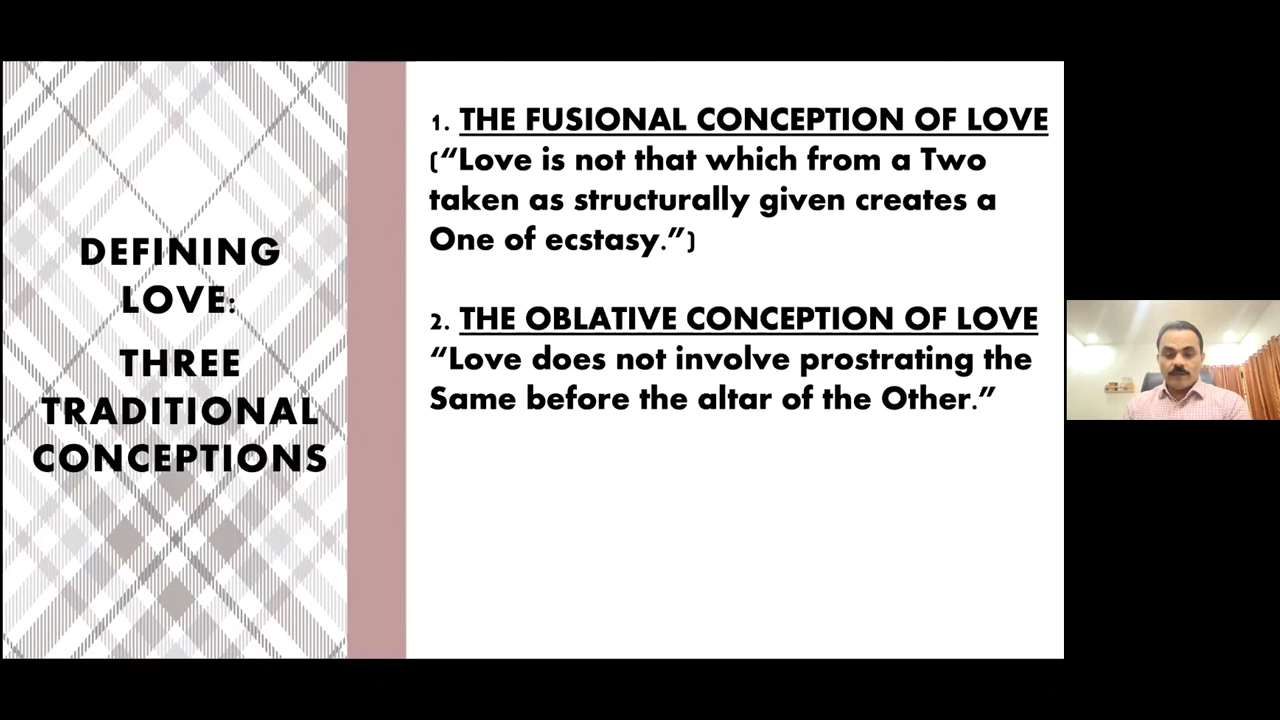 DEFINING
LOVE:
THREE
TRADITIONAL
CONCEPTIONS
1. THE FUSIONAL CONCEPTION OF LOVE
(“Love is not that which from a Two
taken as structurally given creates a
One of ecstasy.”)
2. THE OBLATIVE CONCEPTION OF LOVE
“Love does not involve prostrating the
Same before the altar of the Other.”